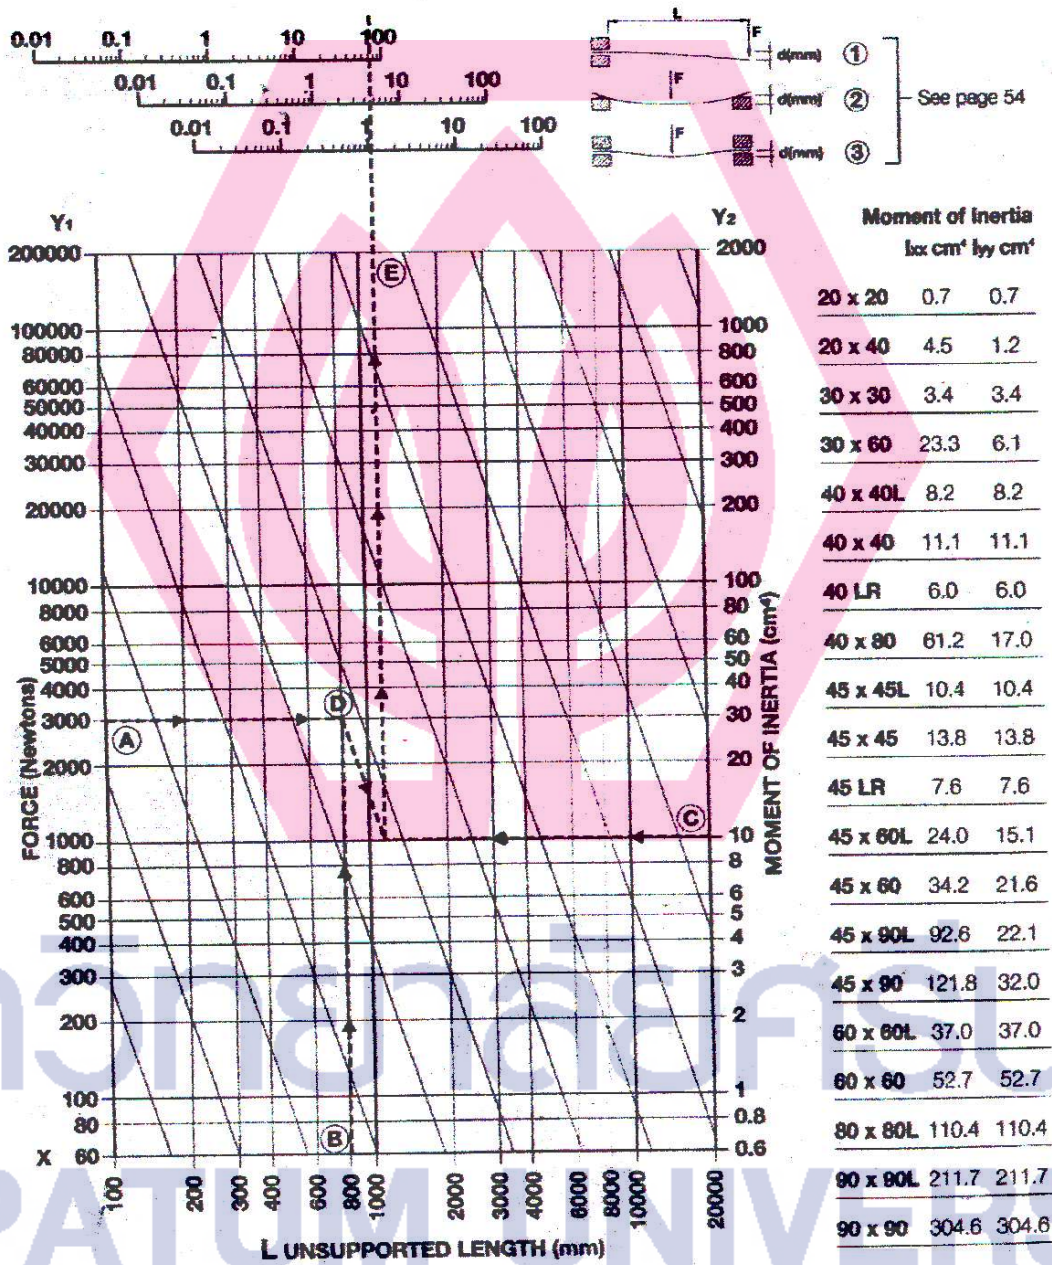 L
F
0.01 0.1 1 10 100
d(mm) 1
0.01 0.1 1 10 100
F
d(mm) 2
See page 54
0.01 0.1 1 10 100
F
d(mm) 3
Y1
Y2
200000
100000
80000
60000
50000
40000
30000
20000
10000
8000
6000
5000
4000
3000
2000
1000
800
600
500
400
300
200
100
80
60
X
FORCE (Newtons)
A
B
C
D
E
2000
1000
800
600
500
400
300
200
100
80
60
50
40
30
20
10
8
6
5
4
3
2
1
0.8
0.6
MOMENT OF INERTIA (cm⁴)
100 200 300 400 600 800 1000 2000 3000 4000 6000 8000 10000 20000
L UNSUPPORTED LENGTH (mm)
Moment of Inertia
Ixx cm⁴ Iyy cm⁴
20 x 20 0.7 0.7
20 x 40 4.5 1.2
30 x 30 3.4 3.4
30 x 60 23.3 6.1
40 x 40L 8.2 8.2
40 x 40 11.1 11.1
40 LR 6.0 6.0
40 x 80 61.2 17.0
45 x 45L 10.4 10.4
45 x 45 13.8 13.8
45 LR 7.6 7.6
45 x 60L 24.0 15.1
45 x 60 34.2 21.6
45 x 90L 92.6 22.1
45 x 90 121.8 32.0
60 x 60L 37.0 37.0
60 x 60 52.7 52.7
80 x 80L 110.4 110.4
90 x 90L 211.7 211.7
90 x 90 304.6 304.6
PATUM UNIVERS